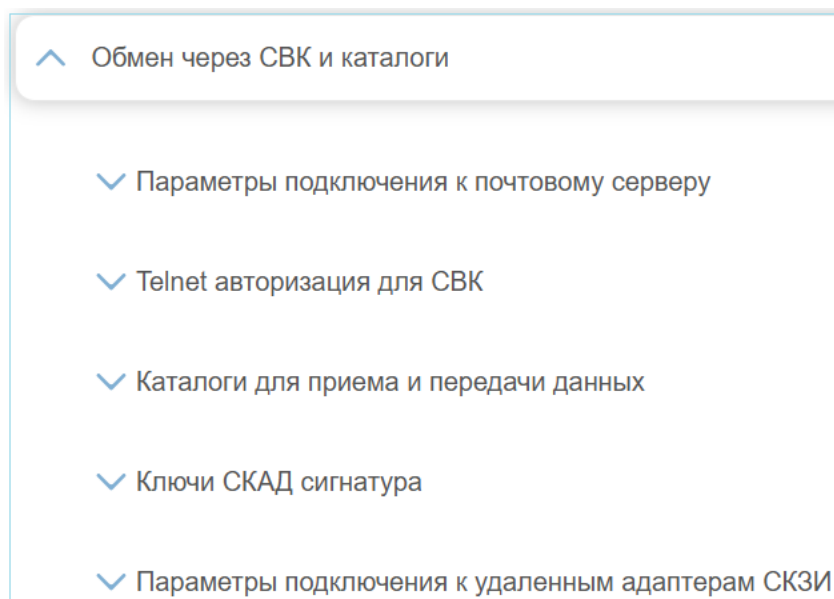 Обмен через СВК и каталоги
Параметры подключения к почтовому серверу
Telnet авторизация для СВК
Каталоги для приема и передачи данных
Ключи СКАД сигнатура
Параметры подключения к удаленным адаптерам СКЗИ